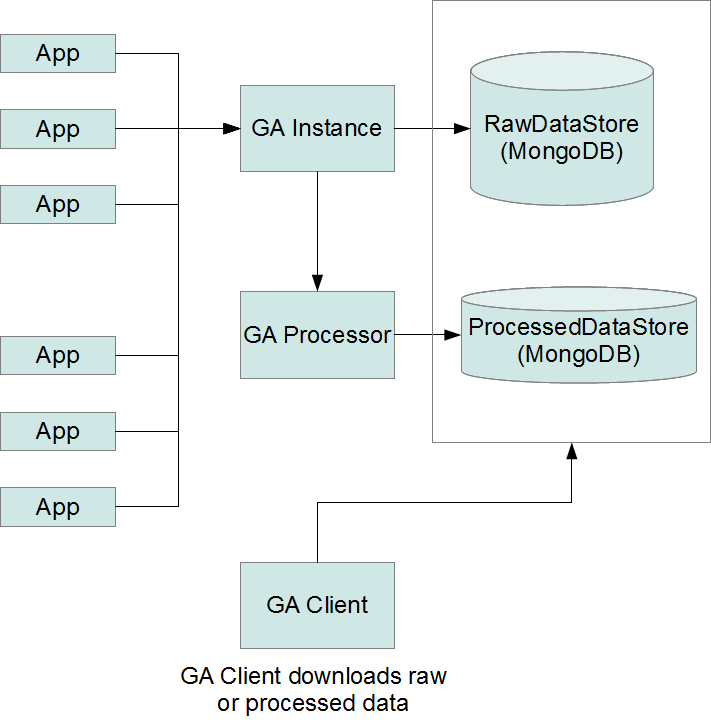 App
App
App
App
App
App
GA Instance
GA Processor
RawDataStore
(MongoDB)
ProcessedDataStore
(MongoDB)
GA Client
GA Client downloads raw
or processed data